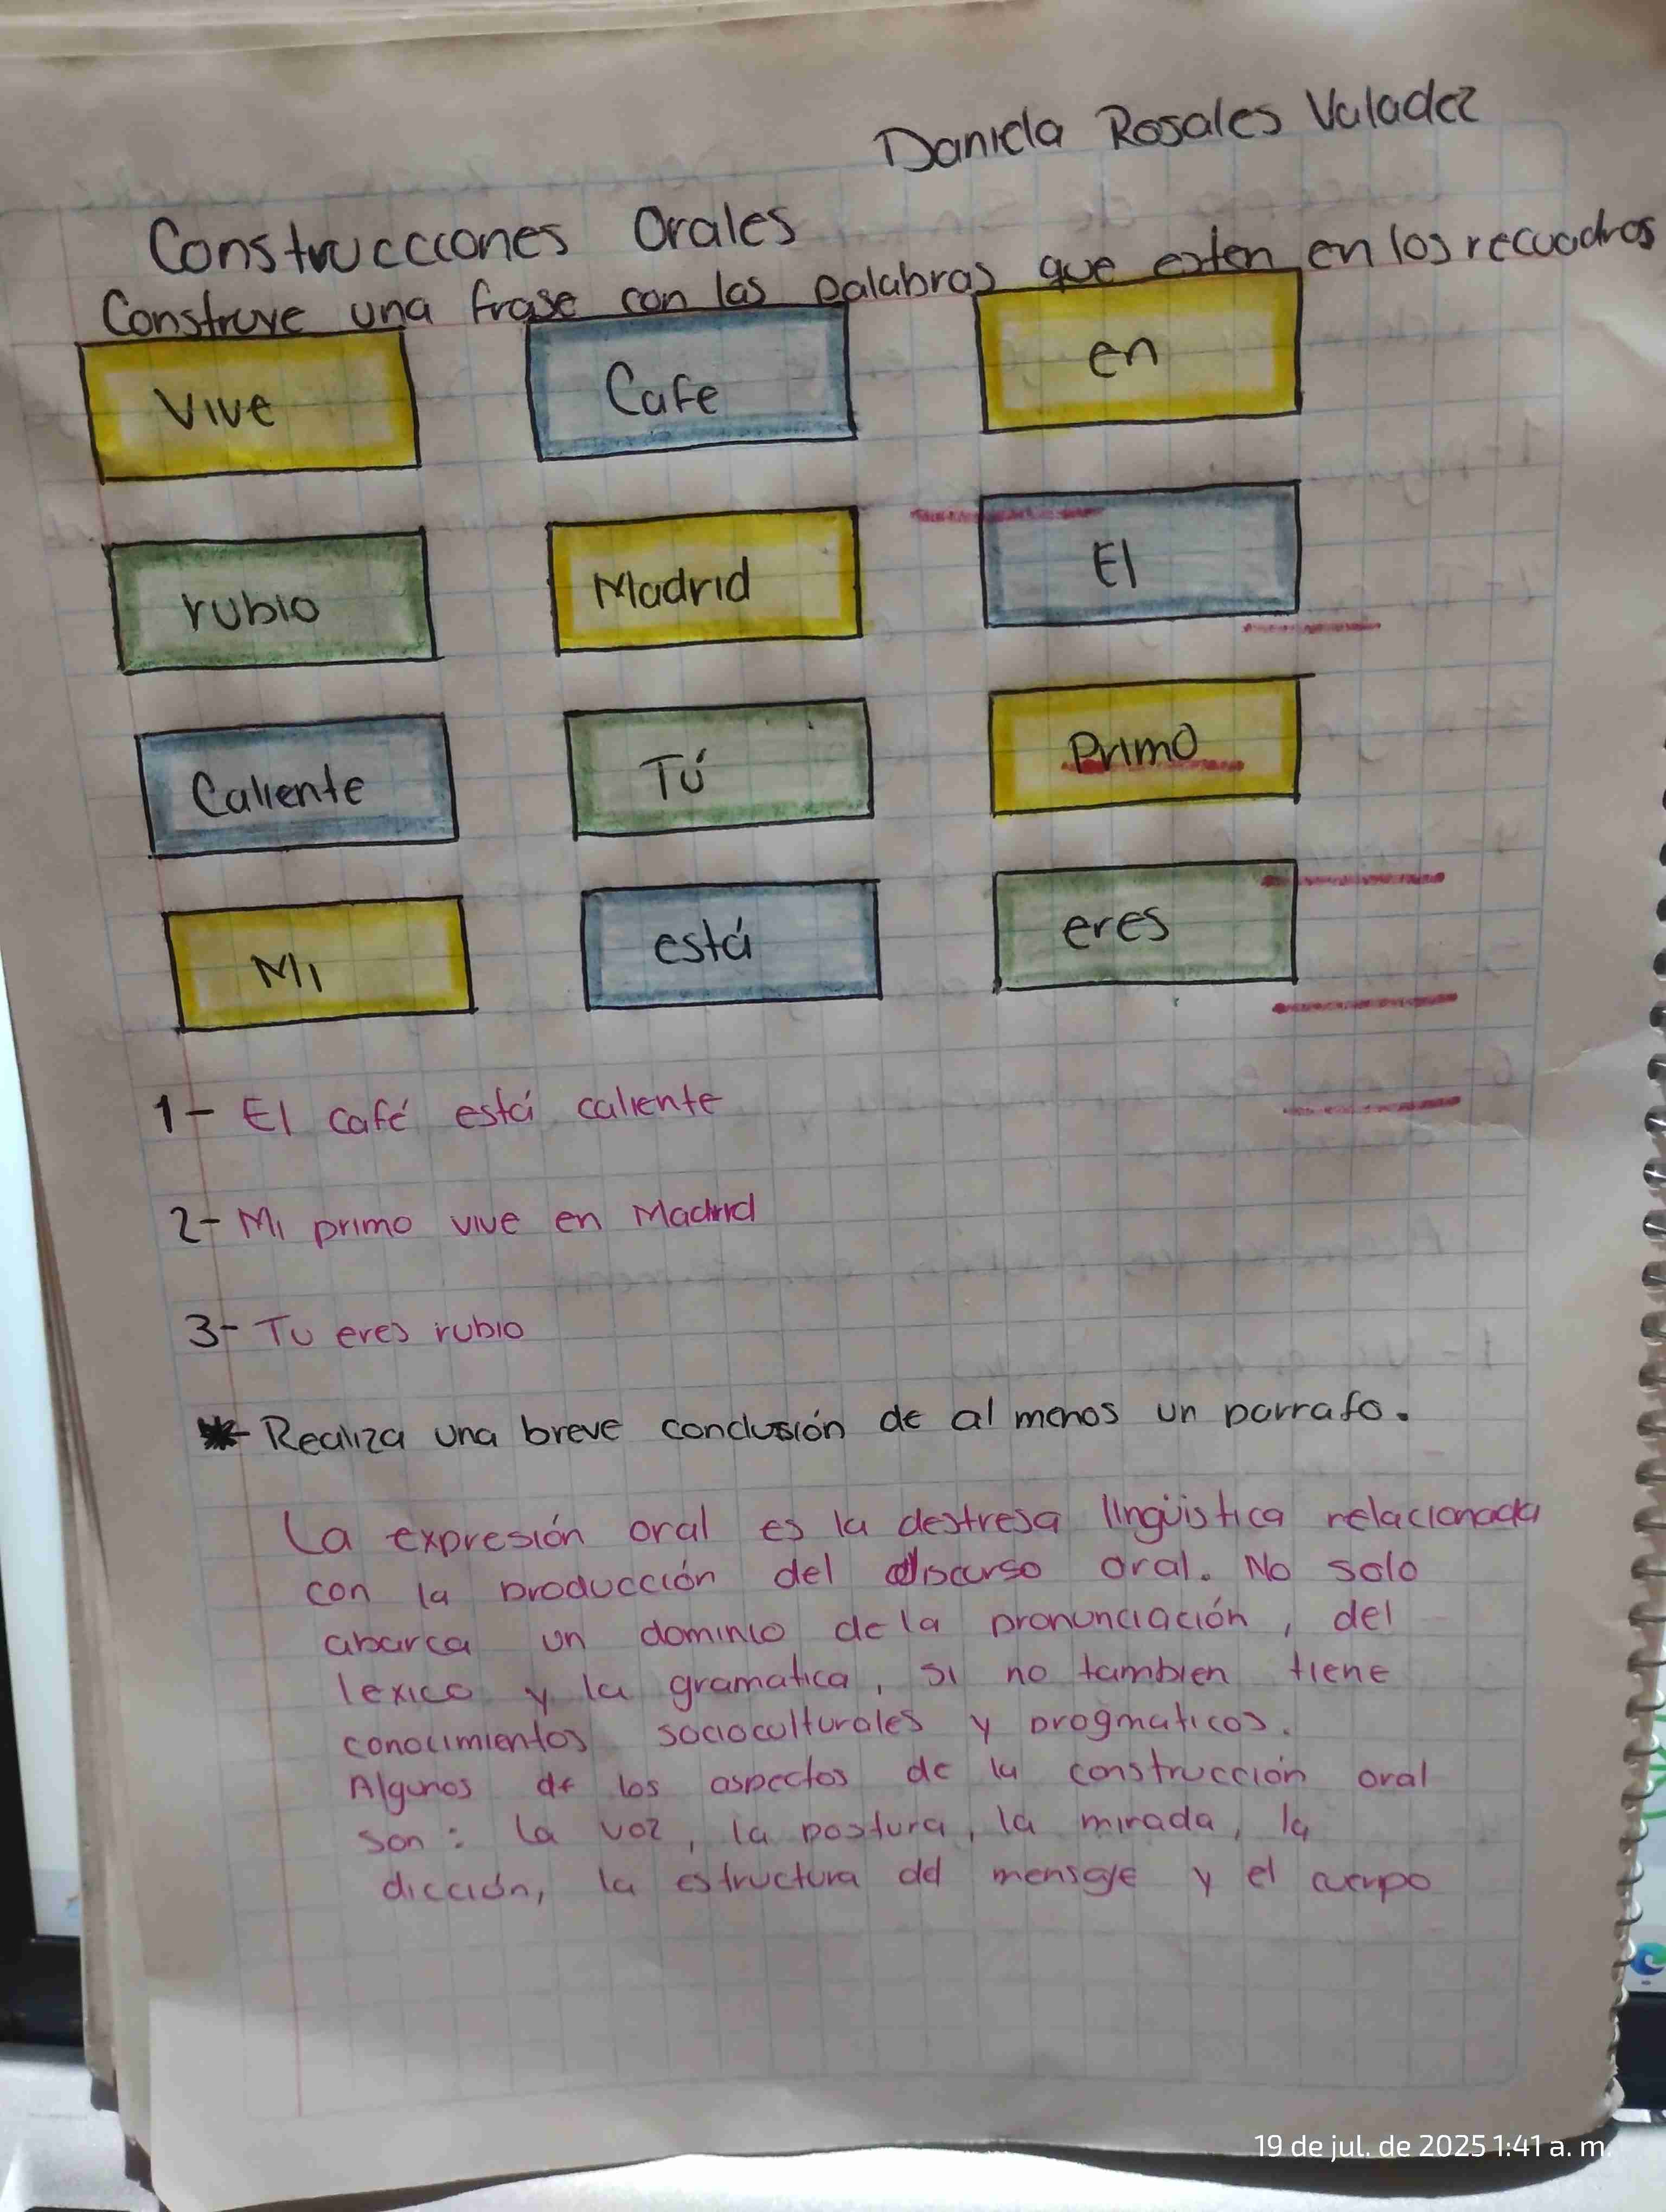 Daniela Rosales Valadez
Construcciones Orales
Construye una frase con las palabras que esten en los recuadros
Vive Cafe en
rubio Madrid El
Caliente Tú Primo
Mi está eres
1- El café está caliente
2- Mi primo vive en Madrid
3- Tu eres rubio
* Realiza una breve conclusión de al menos un parrafo.
La expresión oral es la destresa lingüistica relacionada
con la producción del discurso oral. No solo
abarca un dominio de la pronunciación, del
lexico y la gramatica, si no tambien tiene
conocimientos socioculturales y pragmaticos.
Algunos de los aspectos de la construcción oral
son: la voz, la postura, la mirada, la
dicción, la estructura del mensaje y el cuerpo
19 de jul. de 2025 1:41 a. m.